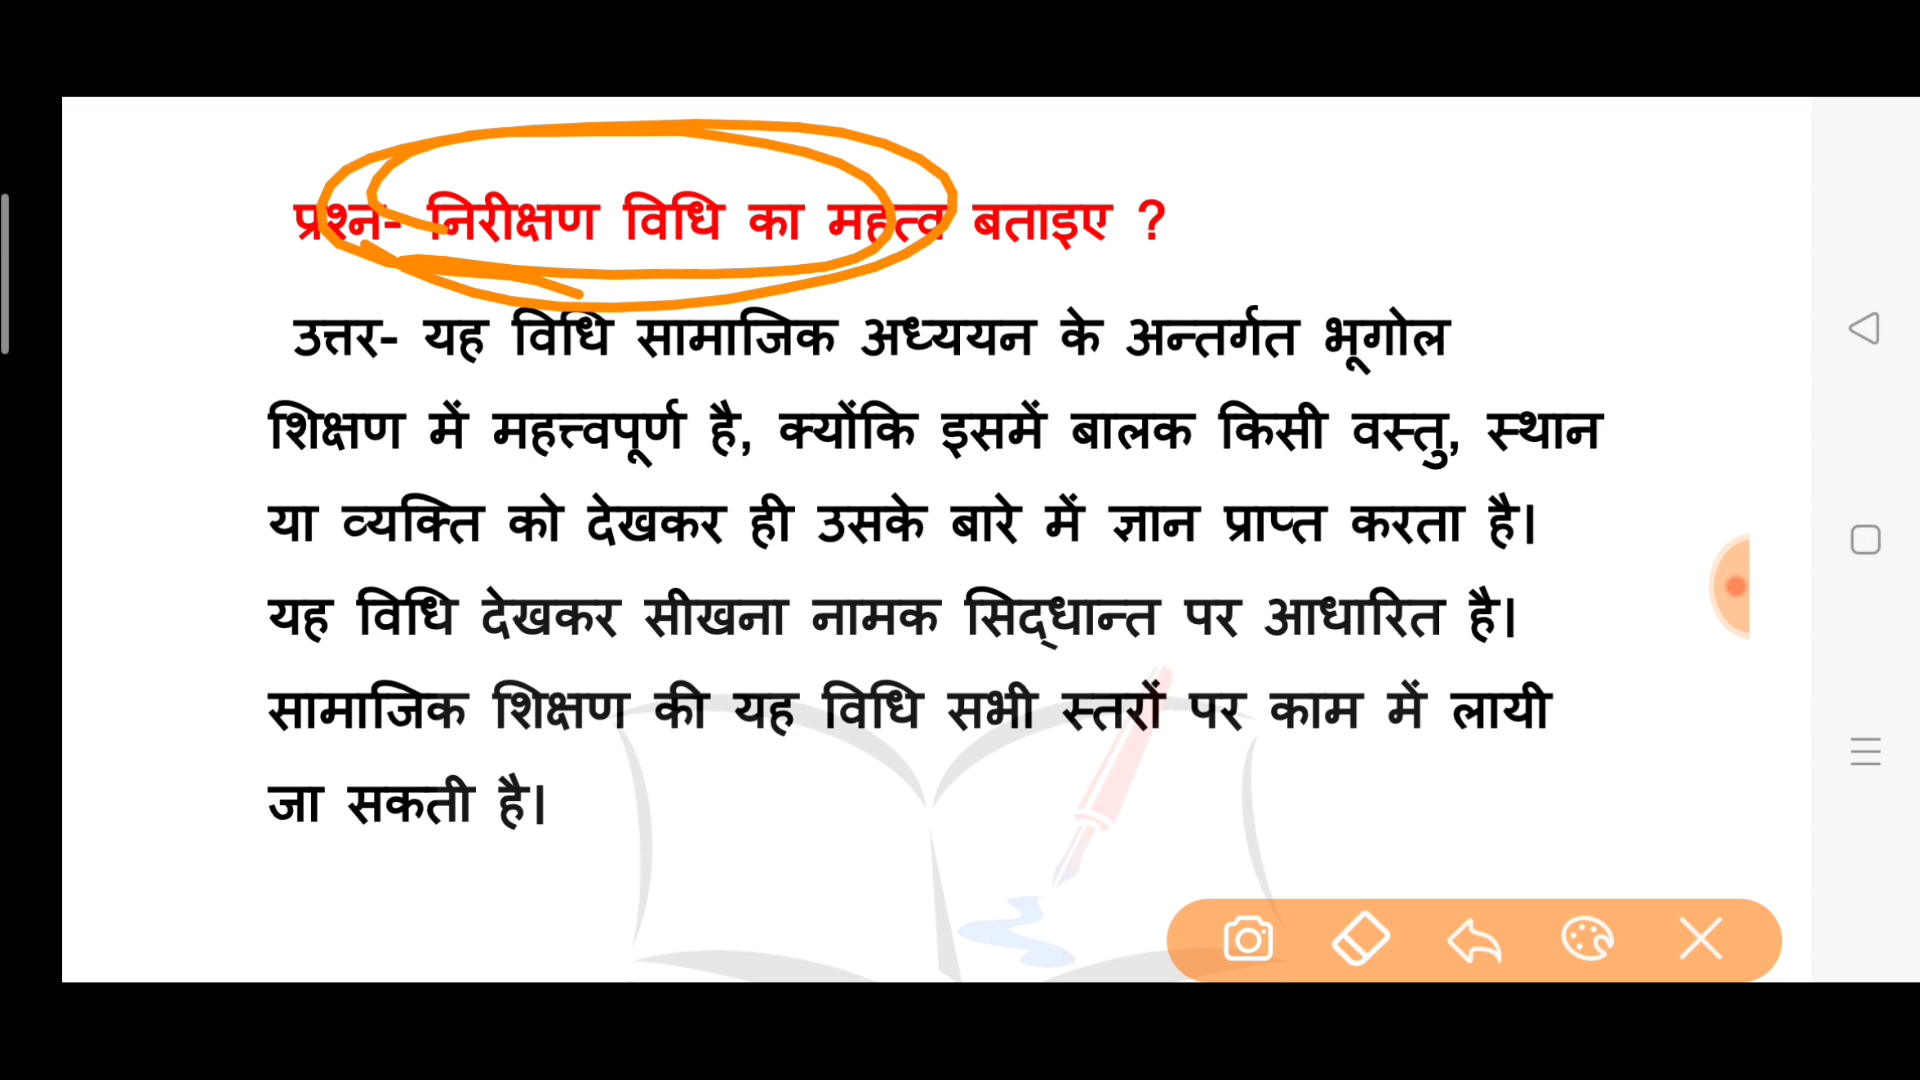 प्रश्न- निरीक्षण विधि का महत्व बताइए ?
उत्तर- यह विधि सामाजिक अध्ययन के अन्तर्गत भूगोल
शिक्षण में महत्त्वपूर्ण है, क्योंकि इसमें बालक किसी वस्तु, स्थान
या व्यक्ति को देखकर ही उसके बारे में ज्ञान प्राप्त करता है।
यह विधि देखकर सीखना नामक सिद्धान्त पर आधारित है।
सामाजिक शिक्षण की यह विधि सभी स्तरों पर काम में लायी
जा सकती है।